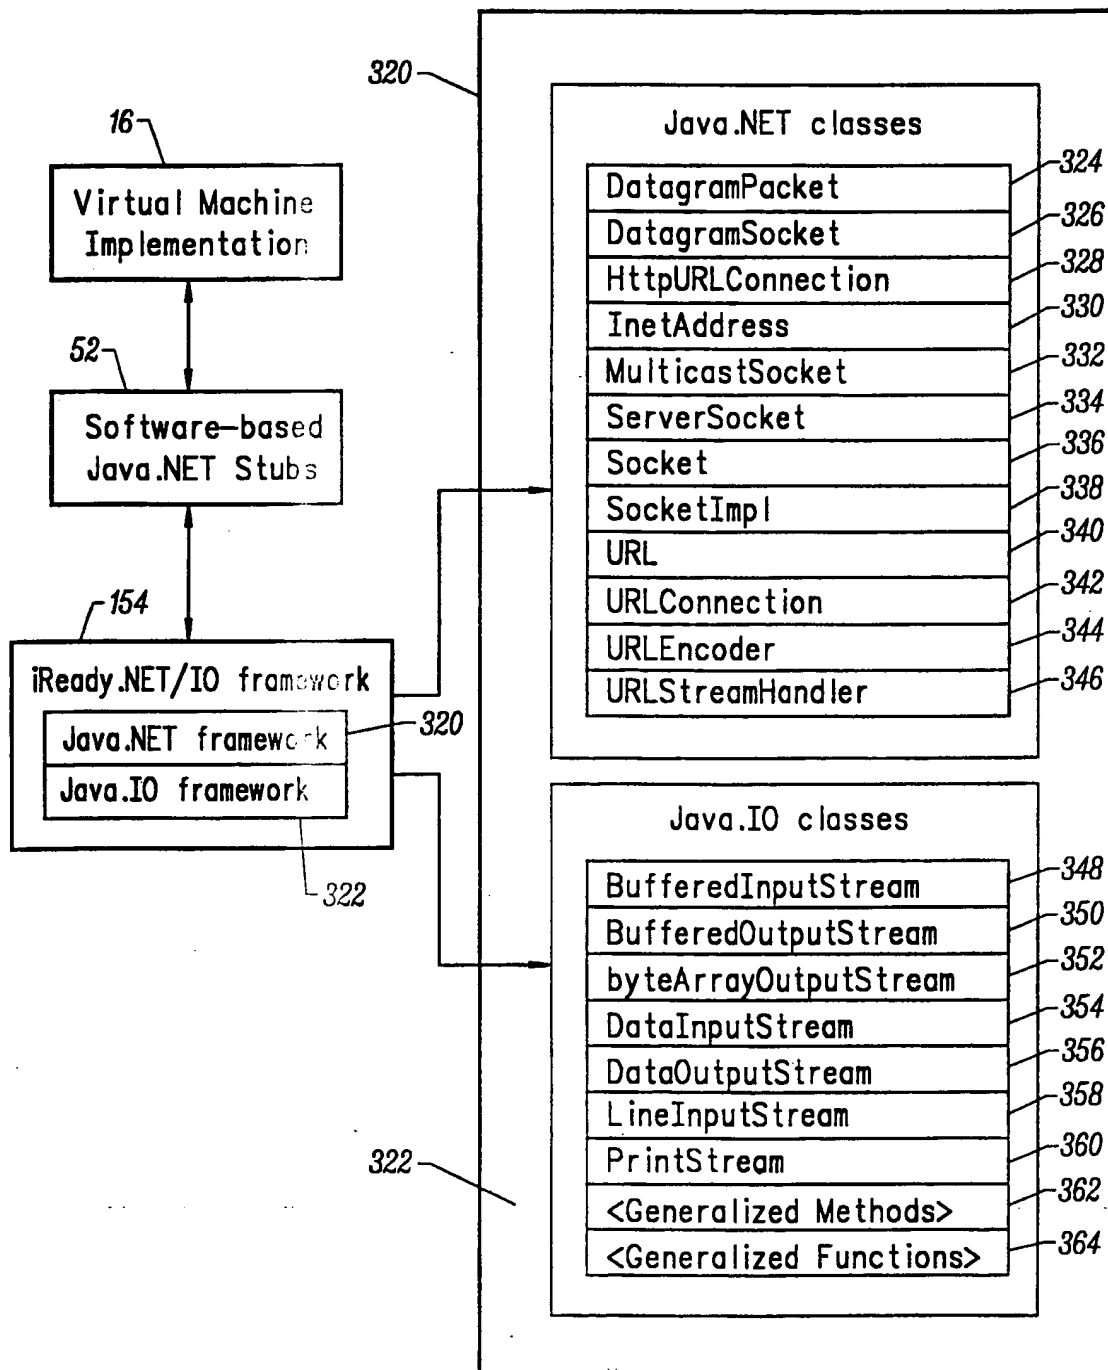 16
Virtual Machine
Implementation
52
Software-based
Java.NET Stubs
154
iReady.NET/IO framework
Java.NET framework
320
Java.IO framework
322
320
Java.NET classes
DatagramPacket
324
DatagramSocket
326
HttpURLConnection
328
InetAddress
330
MulticastSocket
332
ServerSocket
334
Socket
336
SocketImpl
338
URL
340
URLConnection
342
URLEncoder
344
URLStreamHandler
346
322
Java.IO classes
BufferedInputStream
348
BufferedOutputStream
350
byteArrayOutputStream
352
DataInputStream
354
DataOutputStream
356
LineInputStream
358
PrintStream
360
<Generalized Methods>
362
<Generalized Functions>
364